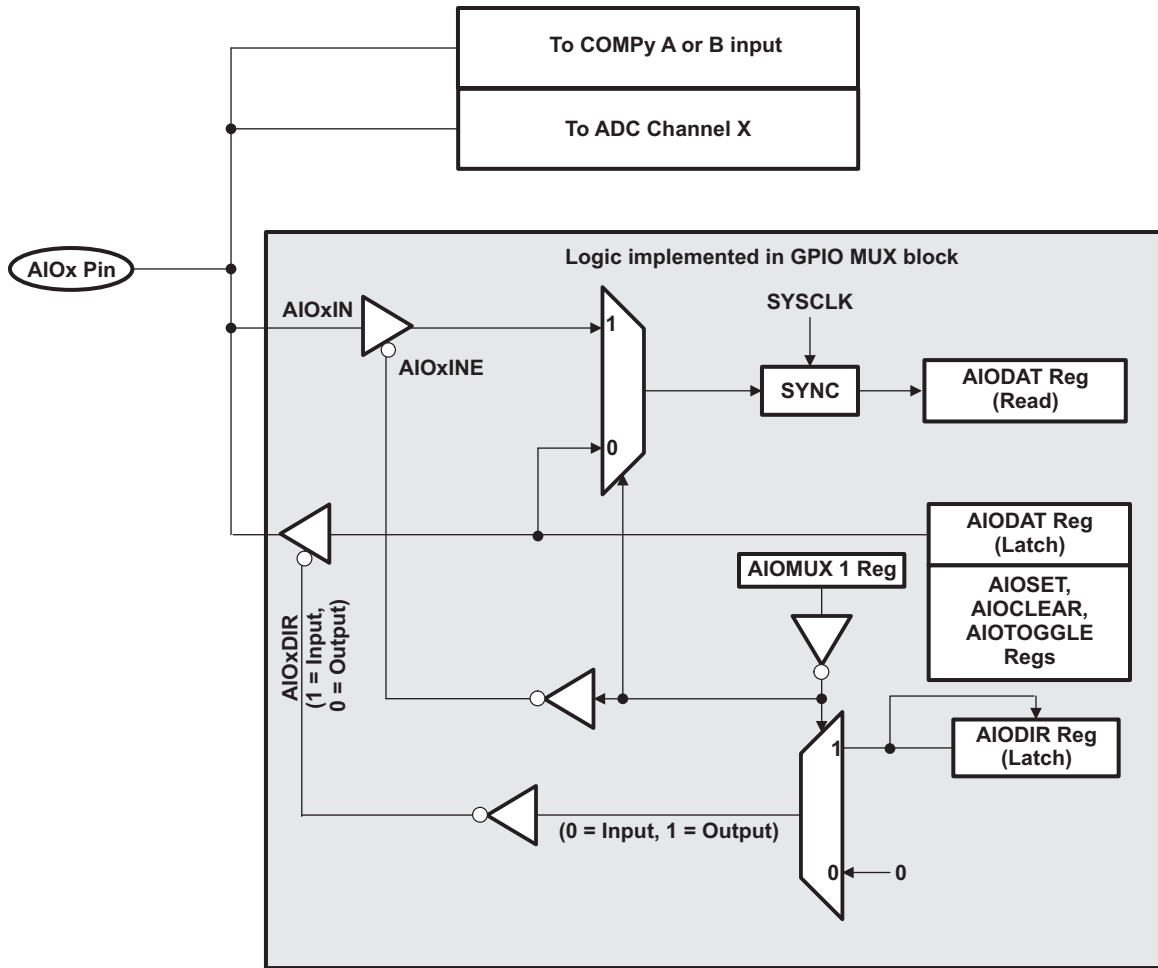 To COMPy A or B input
To ADC Channel X
AIOx Pin
Logic implemented in GPIO MUX block
AIOxIN
AIOxINE
1
0
SYSCLK
SYNC
AIODAT Reg
(Read)
AIODAT Reg
(Latch)
AIOSET,
AIOCLEAR,
AIOTOGGLE
Regs
AIOMUX 1 Reg
AIOxDIR
(1 = Input,
0 = Output)
1
AIODIR Reg
(Latch)
(0 = Input, 1 = Output)
0
0